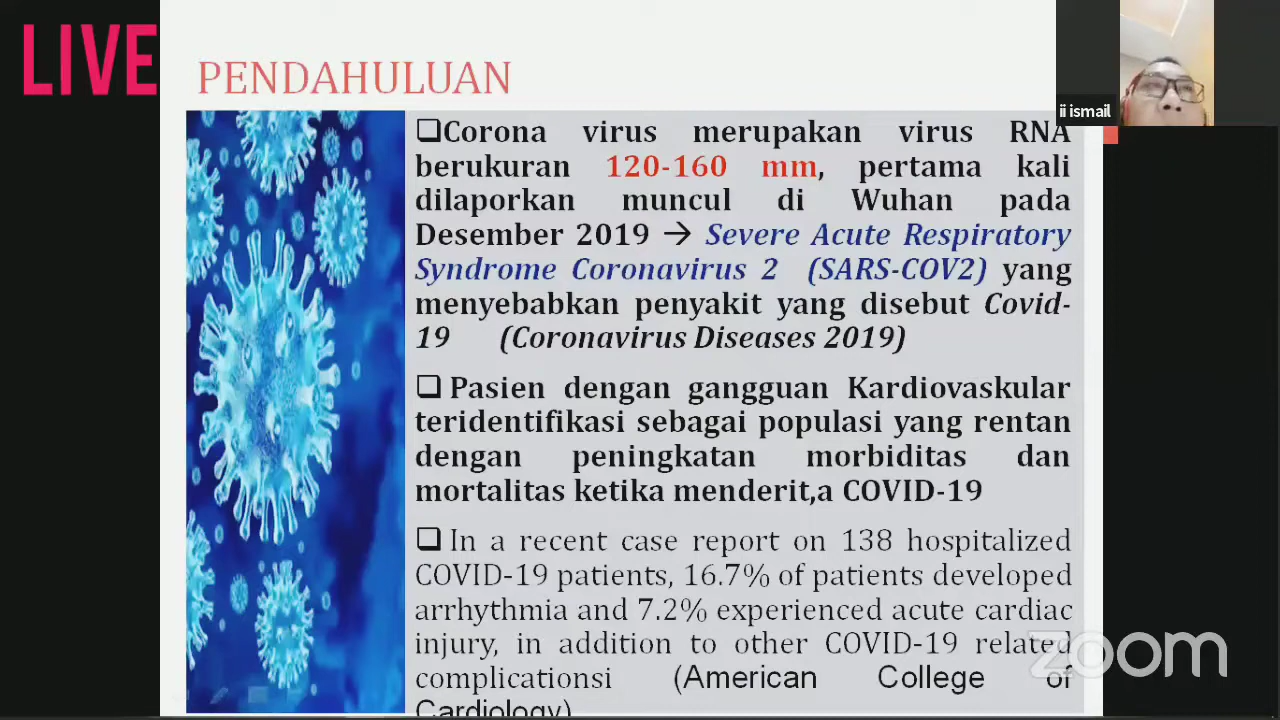 LIVE
PENDAHULUAN
ii ismail
❑Corona virus merupakan virus RNA
berukuran 120-160 mm, pertama kali
dilaporkan muncul di Wuhan pada
Desember 2019 → Severe Acute Respiratory
Syndrome Coronavirus 2 (SARS-COV2) yang
menyebabkan penyakit yang disebut Covid-
19 (Coronavirus Diseases 2019)
❑ Pasien dengan gangguan Kardiovaskular
teridentifikasi sebagai populasi yang rentan
dengan peningkatan morbiditas dan
mortalitas ketika menderit,a COVID-19
❑ In a recent case report on 138 hospitalized
COVID-19 patients, 16.7% of patients developed
arrhythmia and 7.2% experienced acute cardiac
injury, in addition to other COVID-19 related
complicationsi (American College of
Cardiology)
zoom